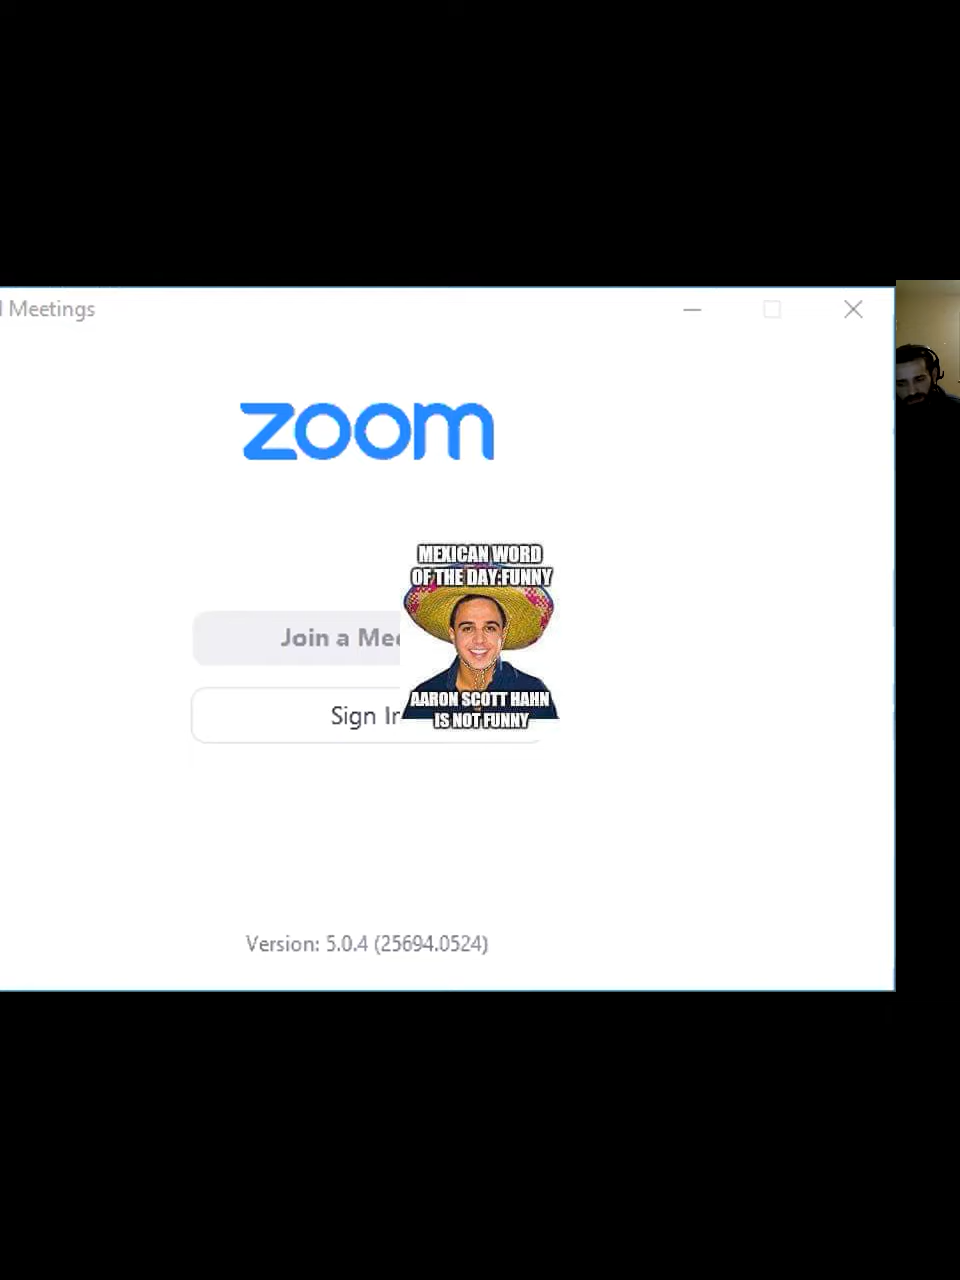 Meetings
zoom
MEXICAN WORD
OF THE DAY:FUNNY
Join a Mee
Sign In
AARON SCOTT HAHN
IS NOT FUNNY
Version: 5.0.4 (25694.0524)